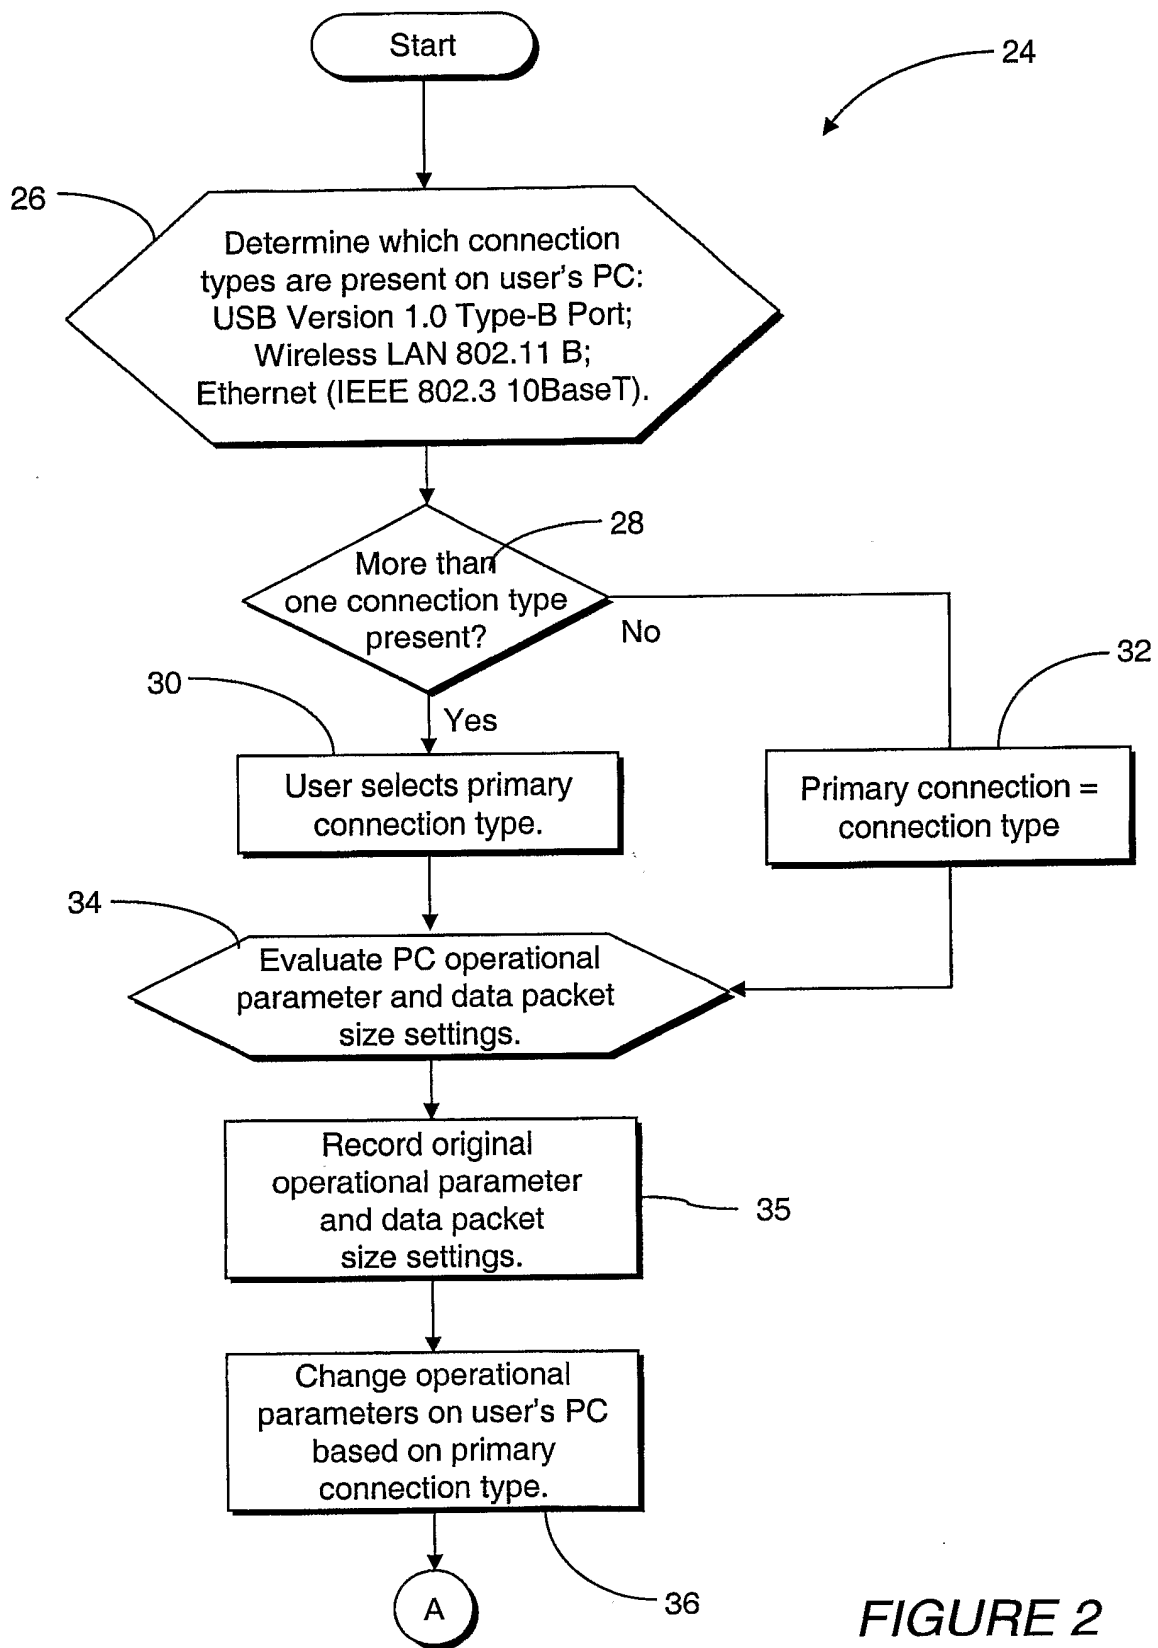 Start
24
26
Determine which connection
types are present on user's PC:
USB Version 1.0 Type-B Port;
Wireless LAN 802.11 B;
Ethernet (IEEE 802.3 10BaseT).
28
More than
one connection type
present?
No
32
30
Yes
User selects primary
connection type.
Primary connection =
connection type
34
Evaluate PC operational
parameter and data packet
size settings.
Record original
operational parameter
and data packet
size settings.
35
Change operational
parameters on user's PC
based on primary
connection type.
A
36
FIGURE 2